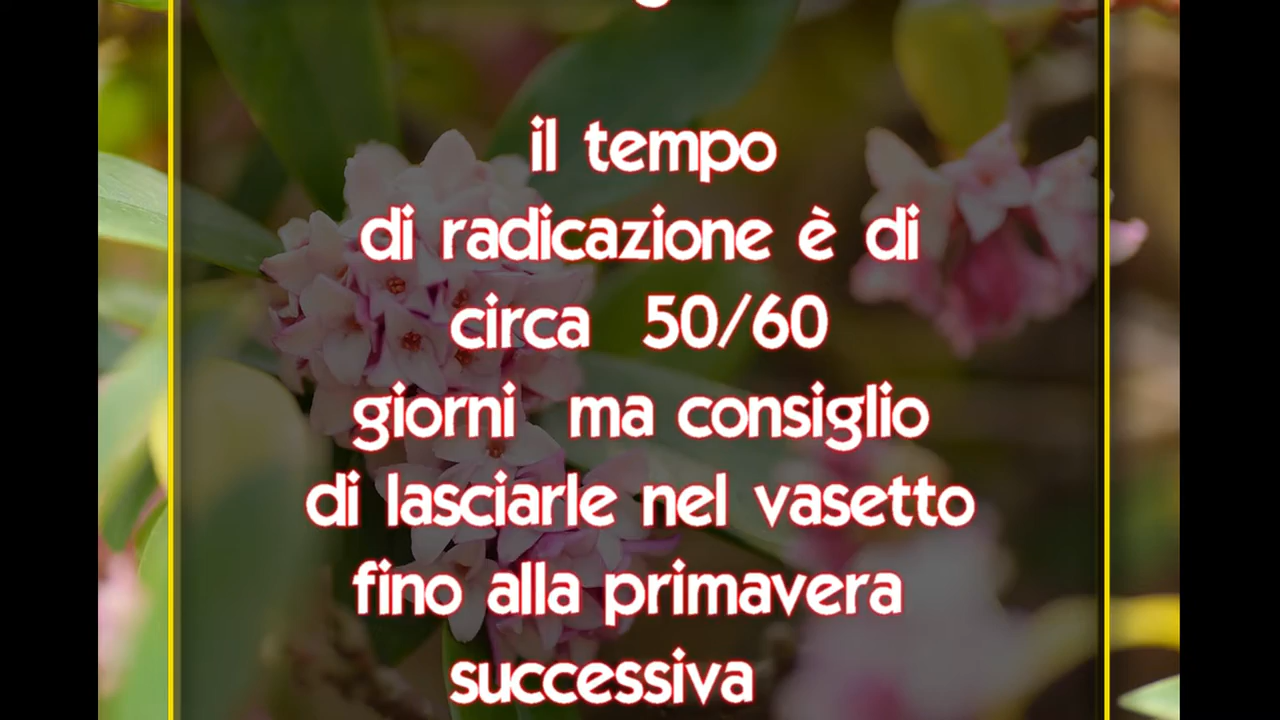 il tempo
di radicazione è di
circa 50/60
giorni ma consiglio
di lasciarle nel vasetto
fino alla primavera
successiva